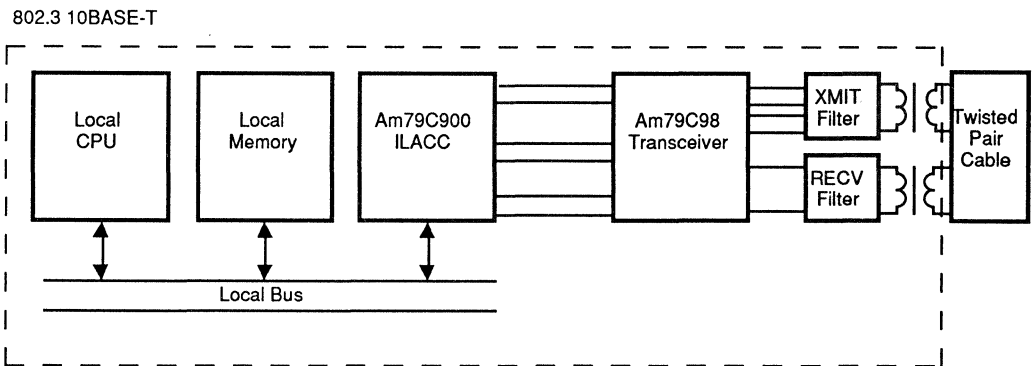 802.3 10BASE-T
Local
CPU
Local
Memory
Am79C900
ILACC
Am79C98
Transceiver
XMIT
Filter
RECV
Filter
Twisted
Pair
Cable
Local Bus